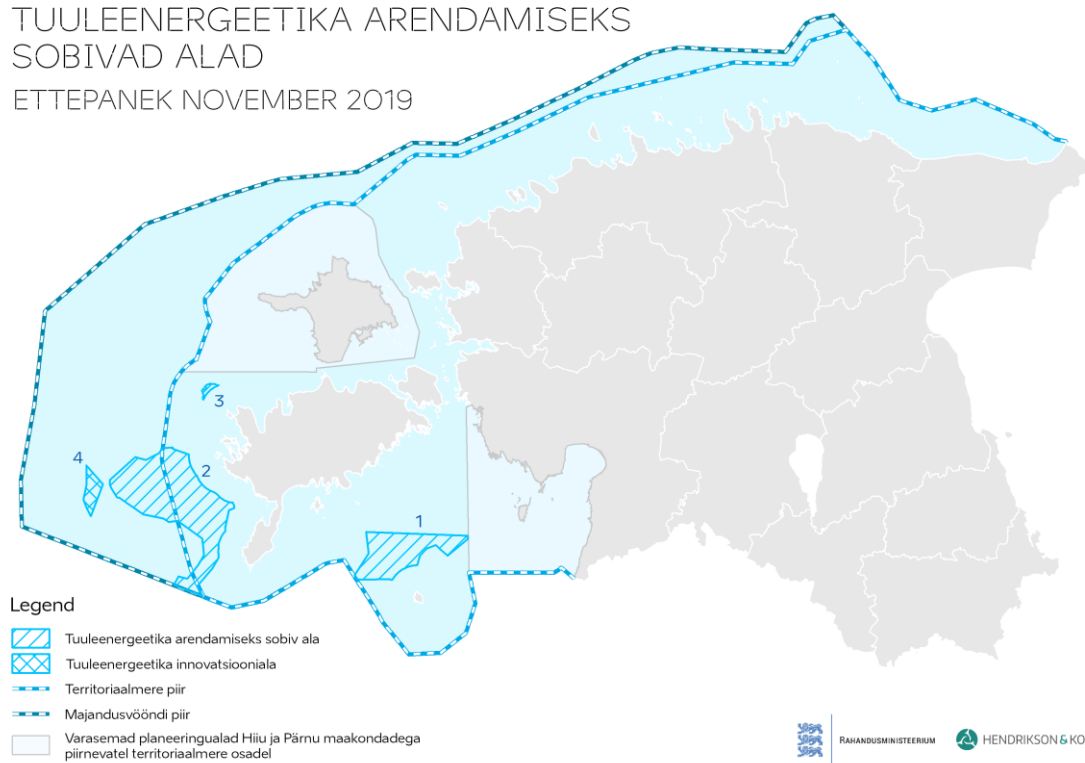 TUULEENERGEETIKA ARENDAMISEKS
SOBIVAD ALAD
ETTEPANEK NOVEMBER 2019
3
4
2
1
Legend
Tuuleenergeetika arendamiseks sobiv ala
Tuuleenergeetika innovatsiooniala
Territoriaalmere piir
Majandusvööndi piir
Varasemad planeeringualad Hiiu ja Pärnu maakondadega
piirnevatel territoriaalmere osadel
RAHANDUSMINISTEERIUM
HENDRIKSON & KO